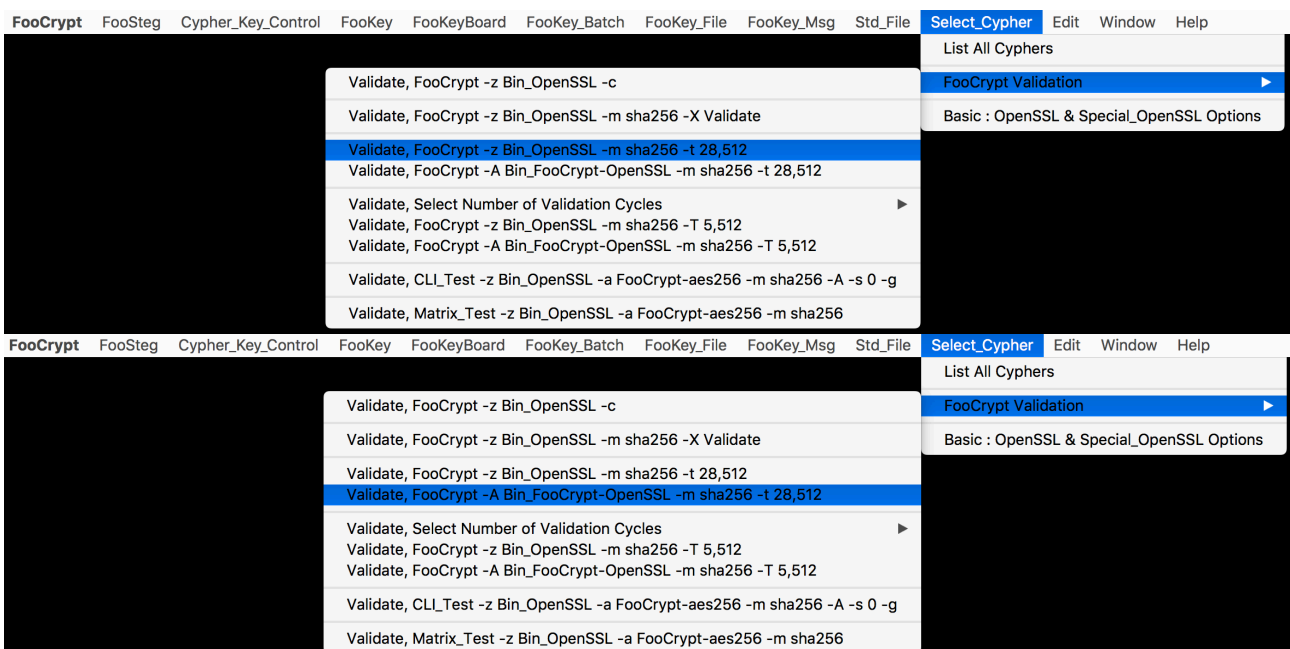 FooCrypt FooSteg Cypher_Key_Control FooKey FooKeyBoard FooKey_Batch FooKey_File FooKey_Msg Std_File Select_Cypher Edit Window Help
List All Cyphers
FooCrypt Validation
Basic : OpenSSL & Special_OpenSSL Options
Validate, FooCrypt -z Bin_OpenSSL -c
Validate, FooCrypt -z Bin_OpenSSL -m sha256 -X Validate
Validate, FooCrypt -z Bin_OpenSSL -m sha256 -t 28,512
Validate, FooCrypt -A Bin_FooCrypt-OpenSSL -m sha256 -t 28,512
Validate, Select Number of Validation Cycles
Validate, FooCrypt -z Bin_OpenSSL -m sha256 -T 5,512
Validate, FooCrypt -A Bin_FooCrypt-OpenSSL -m sha256 -T 5,512
Validate, CLI_Test -z Bin_OpenSSL -a FooCrypt-aes256 -m sha256 -A -s 0 -g
Validate, Matrix_Test -z Bin_OpenSSL -a FooCrypt-aes256 -m sha256
FooCrypt FooSteg Cypher_Key_Control FooKey FooKeyBoard FooKey_Batch FooKey_File FooKey_Msg Std_File Select_Cypher Edit Window Help
List All Cyphers
FooCrypt Validation
Basic : OpenSSL & Special_OpenSSL Options
Validate, FooCrypt -z Bin_OpenSSL -c
Validate, FooCrypt -z Bin_OpenSSL -m sha256 -X Validate
Validate, FooCrypt -z Bin_OpenSSL -m sha256 -t 28,512
Validate, FooCrypt -A Bin_FooCrypt-OpenSSL -m sha256 -t 28,512
Validate, Select Number of Validation Cycles
Validate, FooCrypt -z Bin_OpenSSL -m sha256 -T 5,512
Validate, FooCrypt -A Bin_FooCrypt-OpenSSL -m sha256 -T 5,512
Validate, CLI_Test -z Bin_OpenSSL -a FooCrypt-aes256 -m sha256 -A -s 0 -g
Validate, Matrix_Test -z Bin_OpenSSL -a FooCrypt-aes256 -m sha256